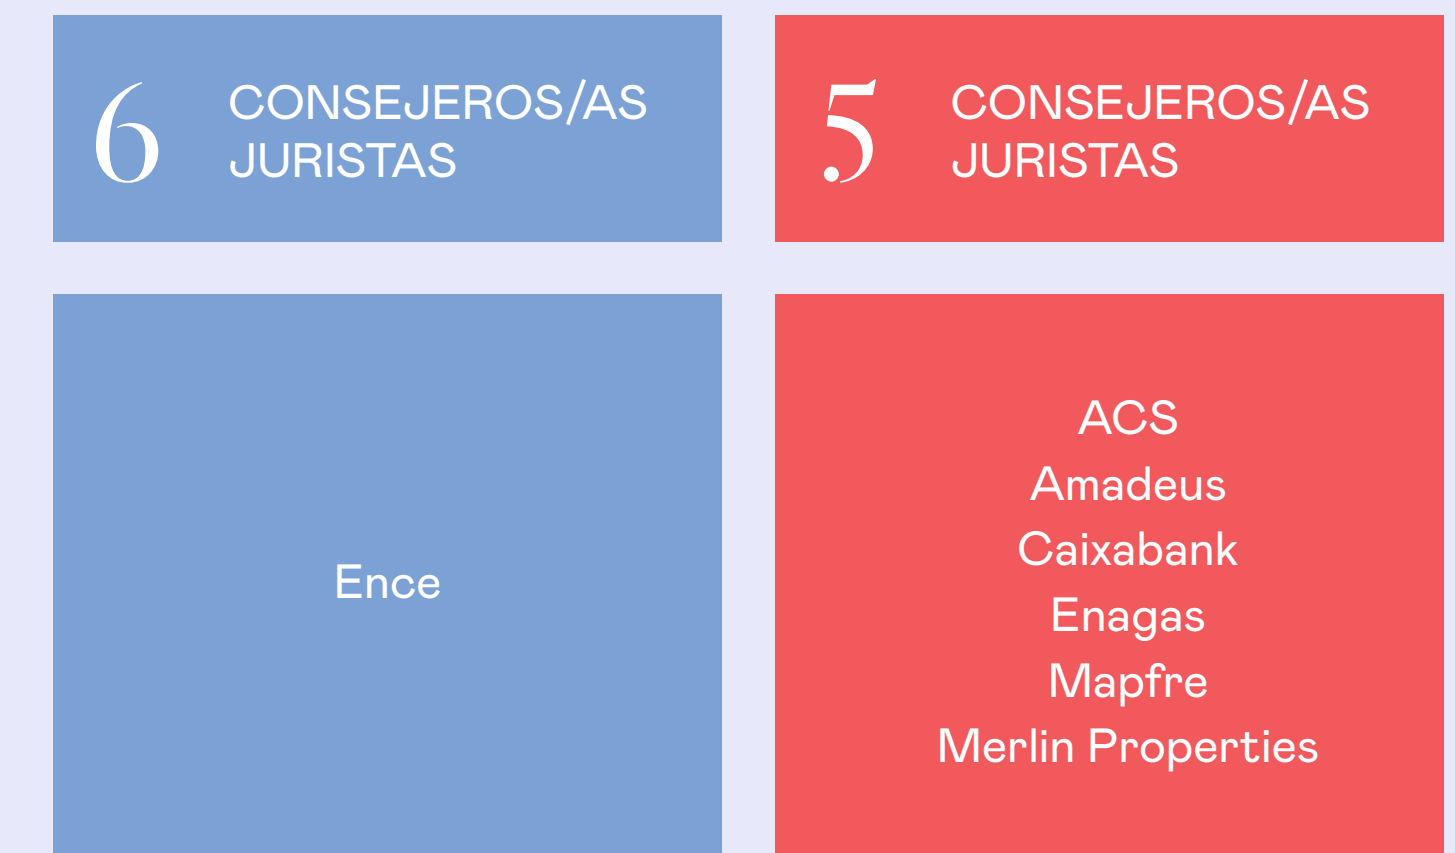 6
CONSEJEROS/AS
JURISTAS
Ence
5
CONSEJEROS/AS
JURISTAS
ACS
Amadeus
Caixabank
Enagas
Mapfre
Merlin Properties